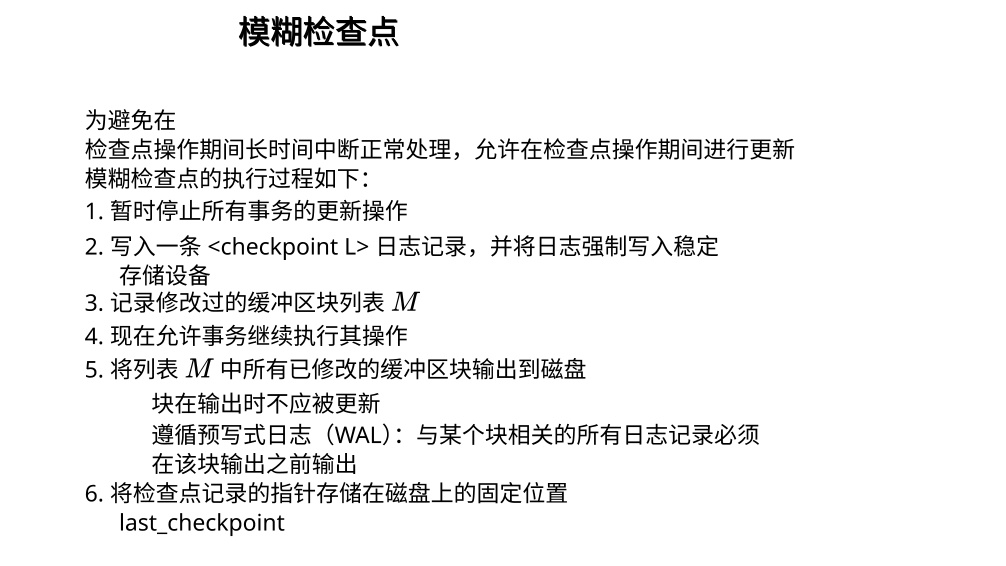 模糊检查点
为避免在
检查点操作期间长时间中断正常处理，允许在检查点操作期间进行更新
模糊检查点的执行过程如下：
1. 暂时停止所有事务的更新操作
2. 写入一条 <checkpoint L> 日志记录，并将日志强制写入稳定
存储设备
3. 记录修改过的缓冲区块列表 M
4. 现在允许事务继续执行其操作
5. 将列表 M 中所有已修改的缓冲区块输出到磁盘
块在输出时不应被更新
遵循预写式日志（WAL）：与某个块相关的所有日志记录必须
在该块输出之前输出
6. 将检查点记录的指针存储在磁盘上的固定位置
last_checkpoint